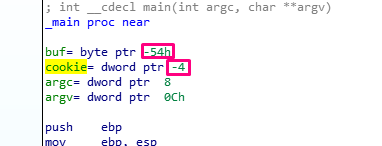 ; int __cdecl main(int argc, char **argv)
_main proc near
buf= byte ptr -54h
cookie= dword ptr -4
argc= dword ptr 8
argv= dword ptr 0Ch
push ebp
mov ebp, esp